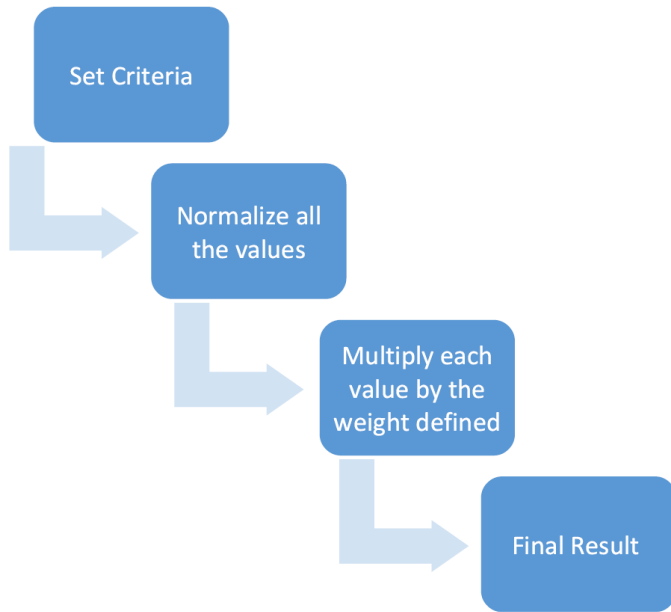 Set Criteria
Normalize all
the values
Multiply each
value by the
weight defined
Final Result